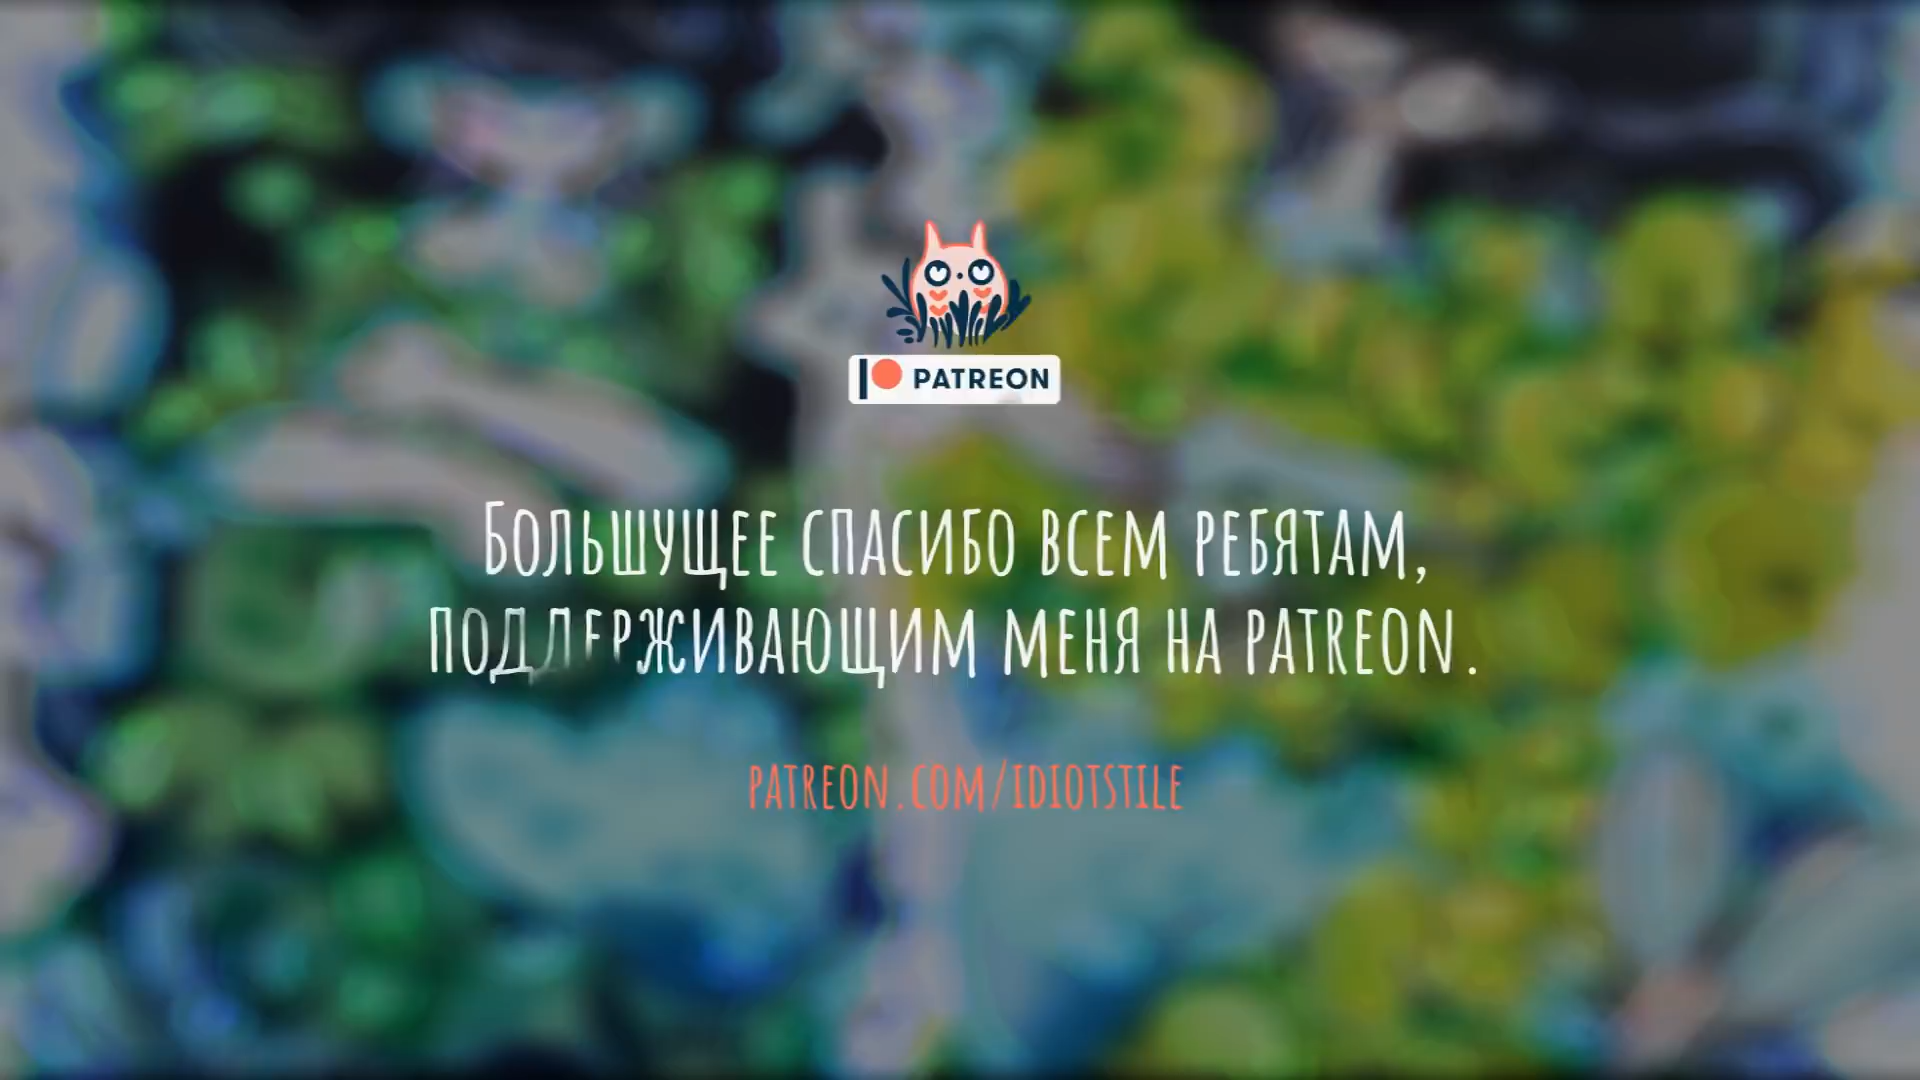 PATREON
Большущее спасибо всем ребятам,
поддерживающим меня на Patreon.
patreon.com/idiotstile